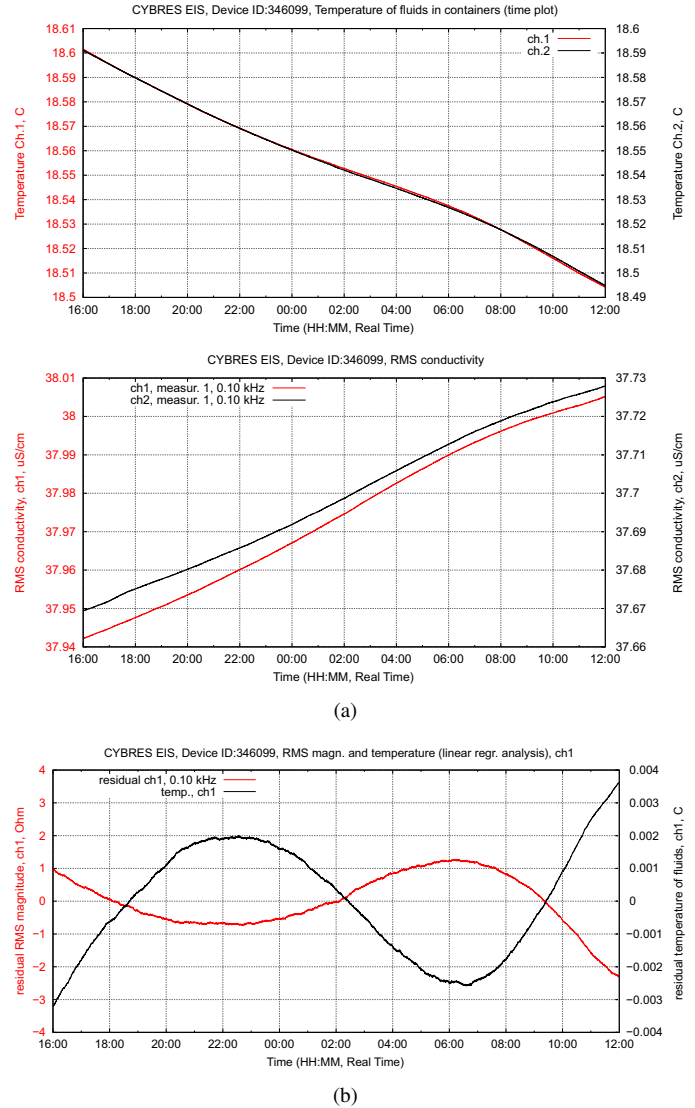 CYBRES EIS, Device ID:346099, Temperature of fluids in containers (time plot)
ch.1
ch.2
Temperature Ch.1, C
18.61
18.6
18.59
18.58
18.57
18.56
18.55
18.54
18.53
18.52
18.51
18.5
18.6
18.59
18.58
18.57
18.56
18.55
18.54
18.53
18.52
18.51
18.5
18.49
Temperature Ch.2, C
16:00 18:00 20:00 22:00 00:00 02:00 04:00 06:00 08:00 10:00 12:00
Time (HH:MM, Real Time)
CYBRES EIS, Device ID:346099, RMS conductivity
ch1, measur. 1, 0.10 kHz
ch2, measur. 1, 0.10 kHz
RMS conductivity, ch1, uS/cm
38.01
38
37.99
37.98
37.97
37.96
37.95
37.94
37.73
37.72
37.71
37.7
37.69
37.68
37.67
37.66
RMS conductivity, ch2, uS/cm
16:00 18:00 20:00 22:00 00:00 02:00 04:00 06:00 08:00 10:00 12:00
Time (HH:MM, Real Time)
(a)
CYBRES EIS, Device ID:346099, RMS magn. and temperature (linear regr. analysis), ch1
residual ch1, 0.10 kHz
temp., ch1
residual RMS magnitude, ch1, Ohm
4
3
2
1
0
-1
-2
-3
-4
0.004
0.003
0.002
0.001
0
-0.001
-0.002
-0.003
-0.004
residual temperature of fluids, ch1, C
16:00 18:00 20:00 22:00 00:00 02:00 04:00 06:00 08:00 10:00 12:00
Time (HH:MM, Real Time)
(b)